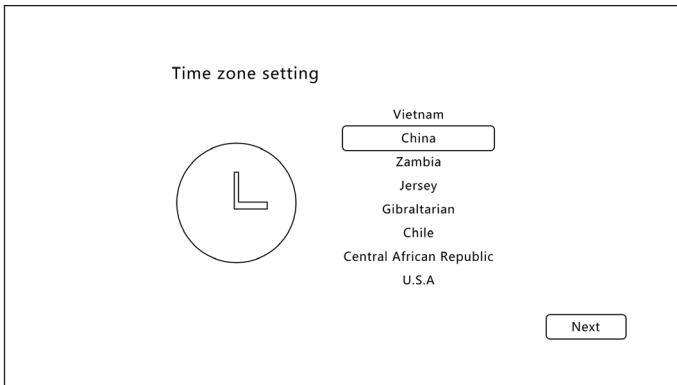 Time zone setting
Vietnam
China
Zambia
Jersey
Gibraltarian
Chile
Central African Republic
U.S.A
Next